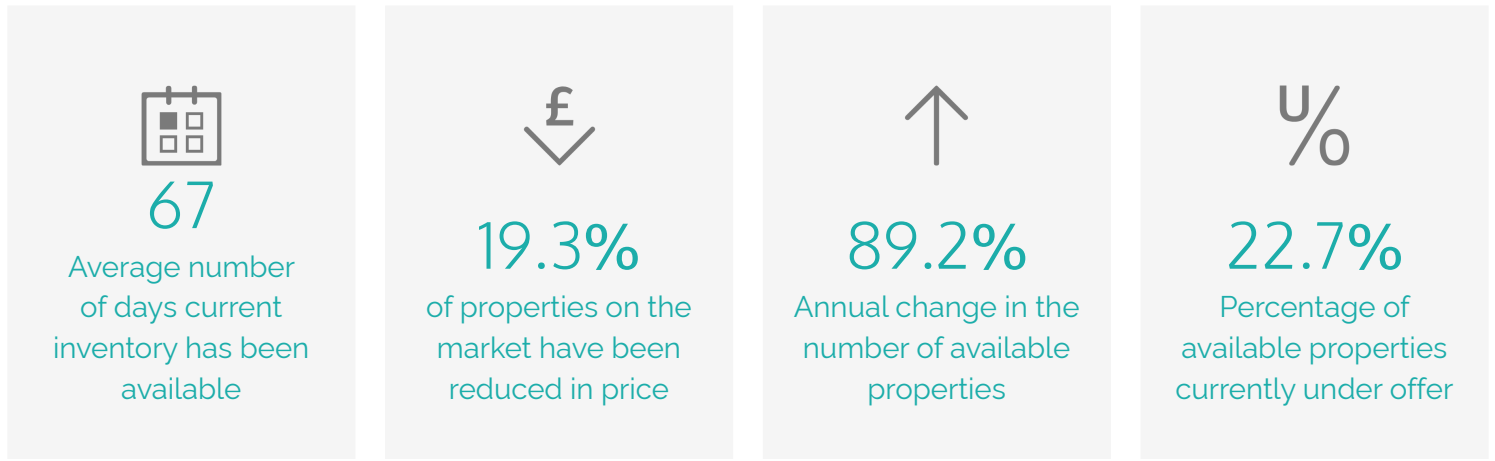 67
Average number
of days current
inventory has been
available
£
19.3%
of properties on the
market have been
reduced in price
89.2%
Annual change in the
number of available
properties
U/O
22.7%
Percentage of
available properties
currently under offer